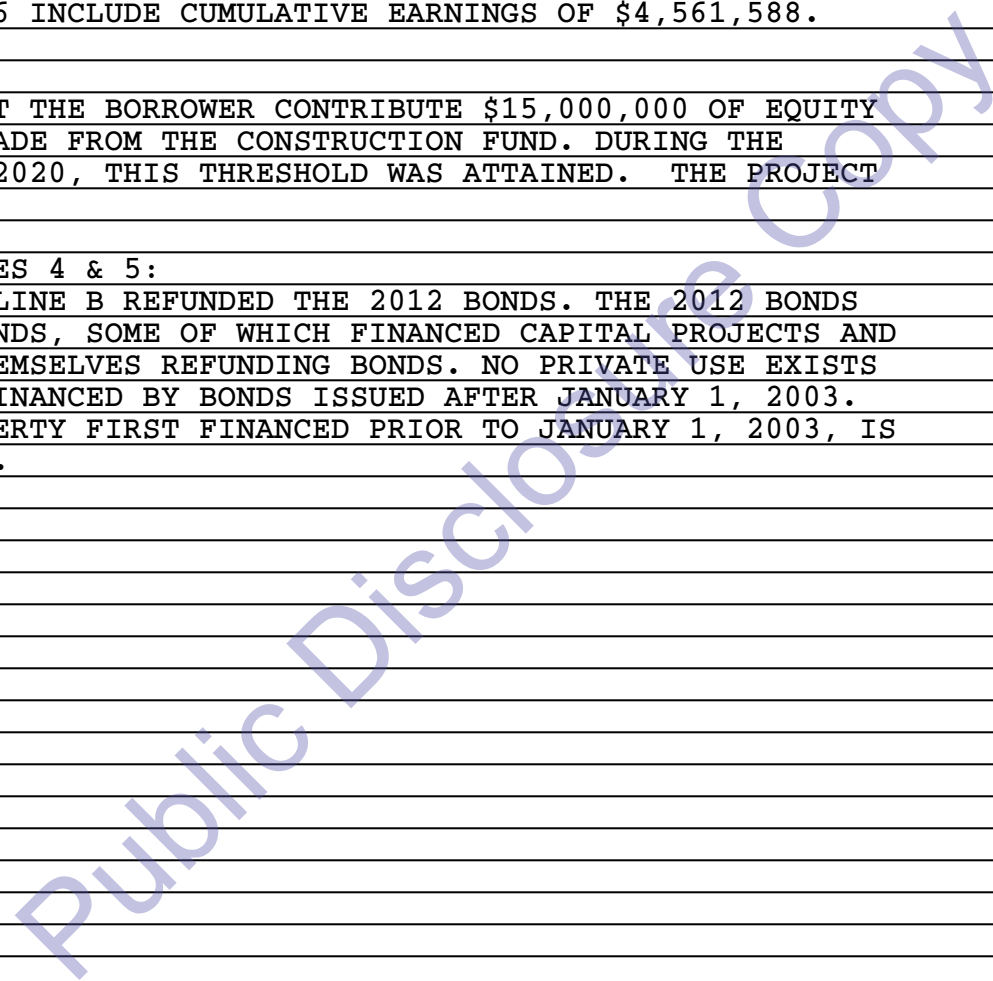 INCLUDE CUMULATIVE EARNINGS OF $4,561,588.
THE BORROWER CONTRIBUTE $15,000,000 OF EQUITY
ADE FROM THE CONSTRUCTION FUND. DURING THE
2020, THIS THRESHOLD WAS ATTAINED. THE PROJECT
ES 4 & 5:
LINE B REFUNDED THE 2012 BONDS. THE 2012 BONDS
NDS, SOME OF WHICH FINANCED CAPITAL PROJECTS AND
EMSELVES REFUNDING BONDS. NO PRIVATE USE EXISTS
INANCED BY BONDS ISSUED AFTER JANUARY 1, 2003.
ERTY FIRST FINANCED PRIOR TO JANUARY 1, 2003, IS
.
Public Disclosure Copy